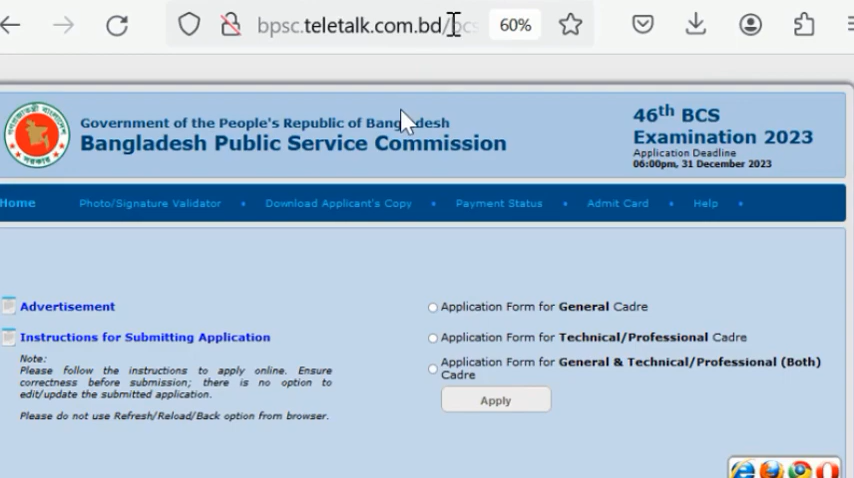 bpsc.teletalk.com.bd/bcs
60%
Government of the People's Republic of Bangladesh
Bangladesh Public Service Commission
46th BCS
Examination 2023
Application Deadline
06:00pm, 31 December 2023
Home
Photo/Signature Validator
Download Applicant's Copy
Payment Status
Admit Card
Help
Advertisement
Instructions for Submitting Application
Note:
Please follow the instructions to apply online. Ensure
correctness before submission; there is no option to
edit/update the submitted application.
Please do not use Refresh/Reload/Back option from browser.
Application Form for General Cadre
Application Form for Technical/Professional Cadre
Application Form for General & Technical/Professional (Both)
Cadre
Apply